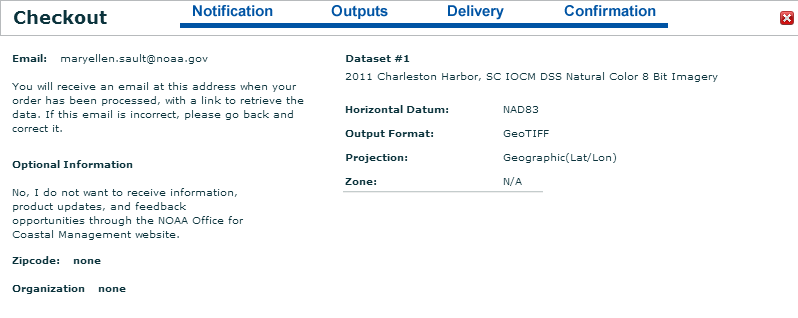 Checkout
Notification Outputs Delivery Confirmation
Email: maryellen.sault@noaa.gov
You will receive an email at this address when your
order has been processed, with a link to retrieve the
data. If this email is incorrect, please go back and
correct it.
Optional Information
No, I do not want to receive information,
product updates, and feedback
opportunities through the NOAA Office for
Coastal Management website.
Zipcode: none
Organization none
Dataset #1
2011 Charleston Harbor, SC IOCM DSS Natural Color 8 Bit Imagery
Horizontal Datum: NAD83
Output Format: GeoTIFF
Projection: Geographic(Lat/Lon)
Zone: N/A